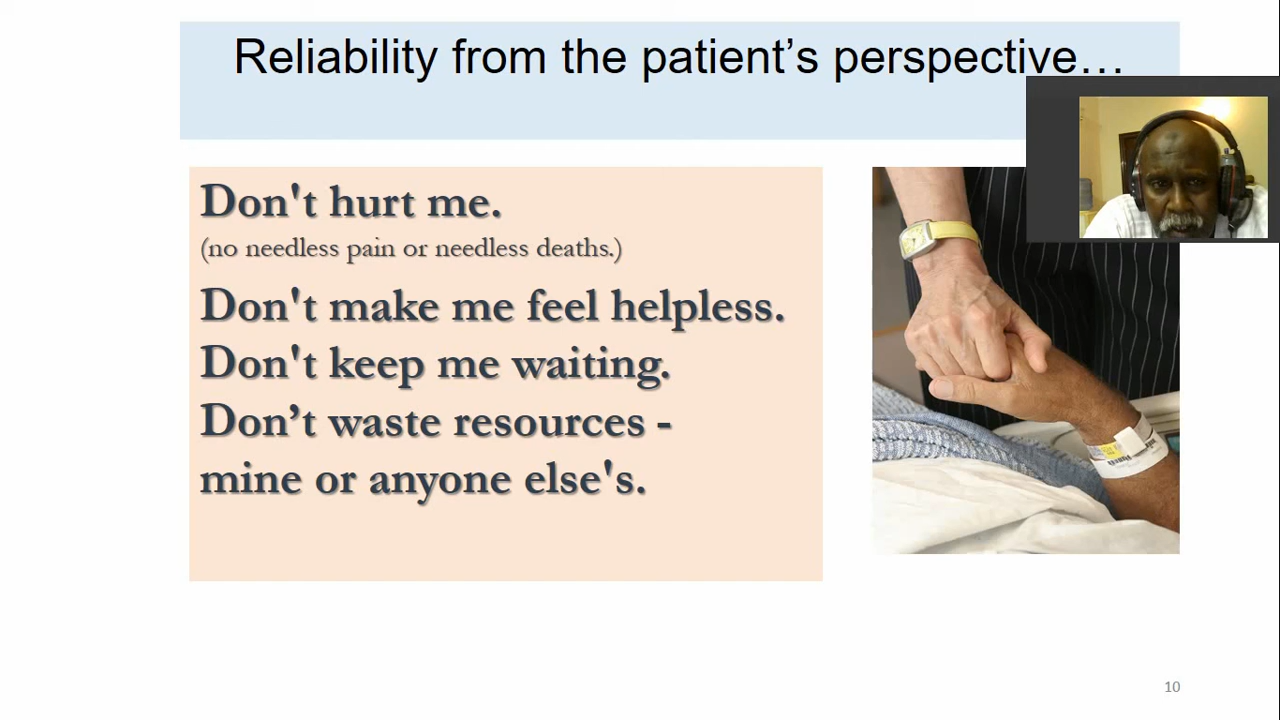 Reliability from the patient’s perspective…
Don't hurt me.
(no needless pain or needless deaths.)
Don't make me feel helpless.
Don't keep me waiting.
Don’t waste resources -
mine or anyone else's.
10